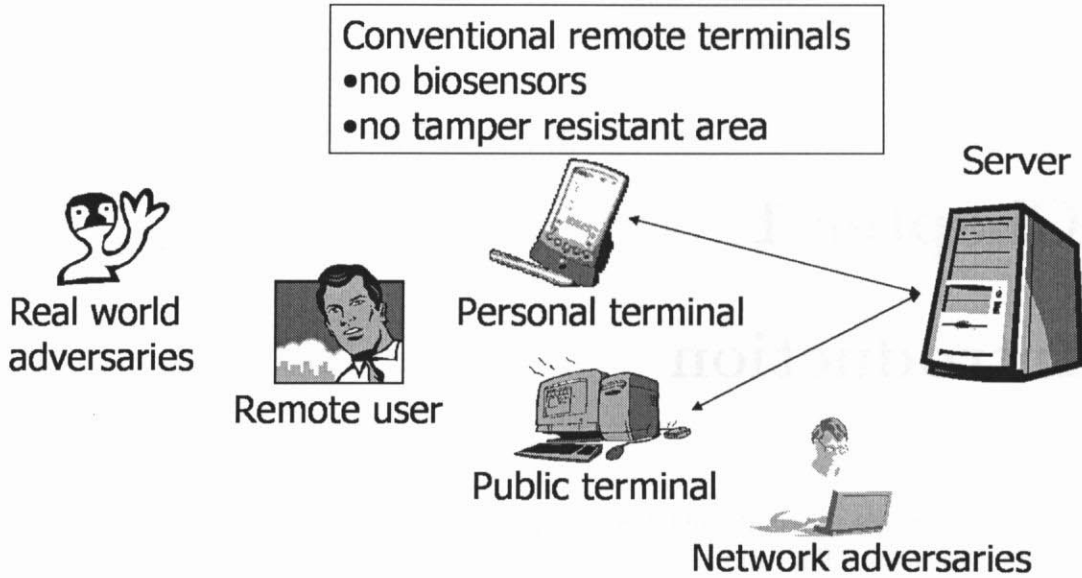 Conventional remote terminals
•no biosensors
•no tamper resistant area
Server
Real world
adversaries
Personal terminal
Remote user
Public terminal
Network adversaries